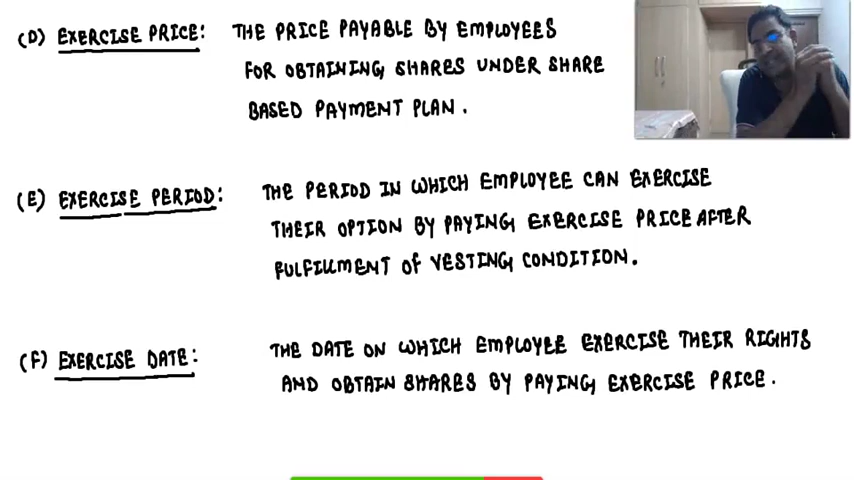 (D) EXERCISE PRICE: THE PRICE PAYABLE BY EMPLOYEES
FOR OBTAINING SHARES UNDER SHARE
BASED PAYMENT PLAN.
(E) EXERCISE PERIOD: THE PERIOD IN WHICH EMPLOYEE CAN EXERCISE
THEIR OPTION BY PAYING EXERCISE PRICE AFTER
FULFILLMENT OF VESTING CONDITION.
(F) EXERCISE DATE: THE DATE ON WHICH EMPLOYEE EXERCISE THEIR RIGHTS
AND OBTAIN SHARES BY PAYING EXERCISE PRICE.